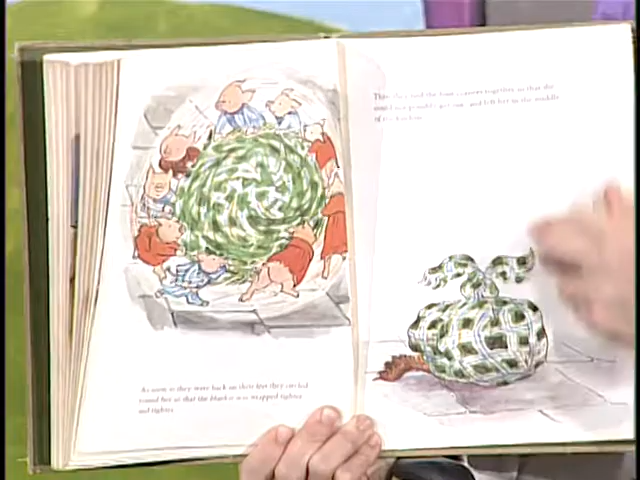 As soon as they were back on their feet they circled
round her so that the blanket was wrapped tighter
and tighter.
Then they tied the four corners together so that she
could not possibly get out and left her in the middle
of the